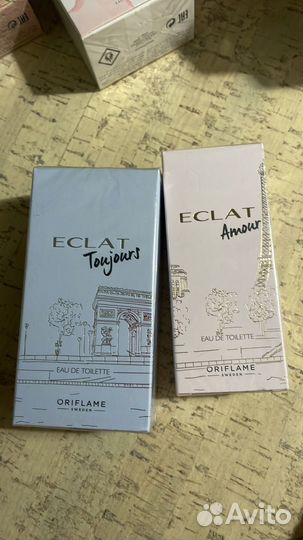 ECLAT
Toujours
EAU DE TOILETTE
ORIFLAME
SWEDEN
ECLAT
Amour
EAU DE TOILETTE
ORIFLAME
SWEDEN
Avito